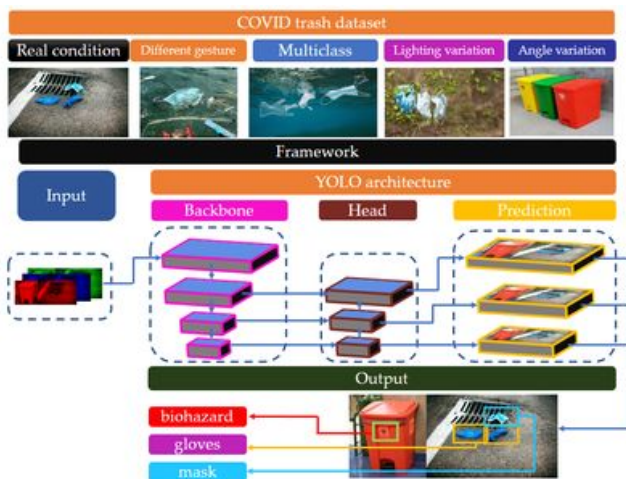 COVID trash dataset
Real condition
Different gesture
Multiclass
Lighting variation
Angle variation
Framework
Input
YOLO architecture
Backbone
Head
Prediction
Output
biohazard
gloves
mask